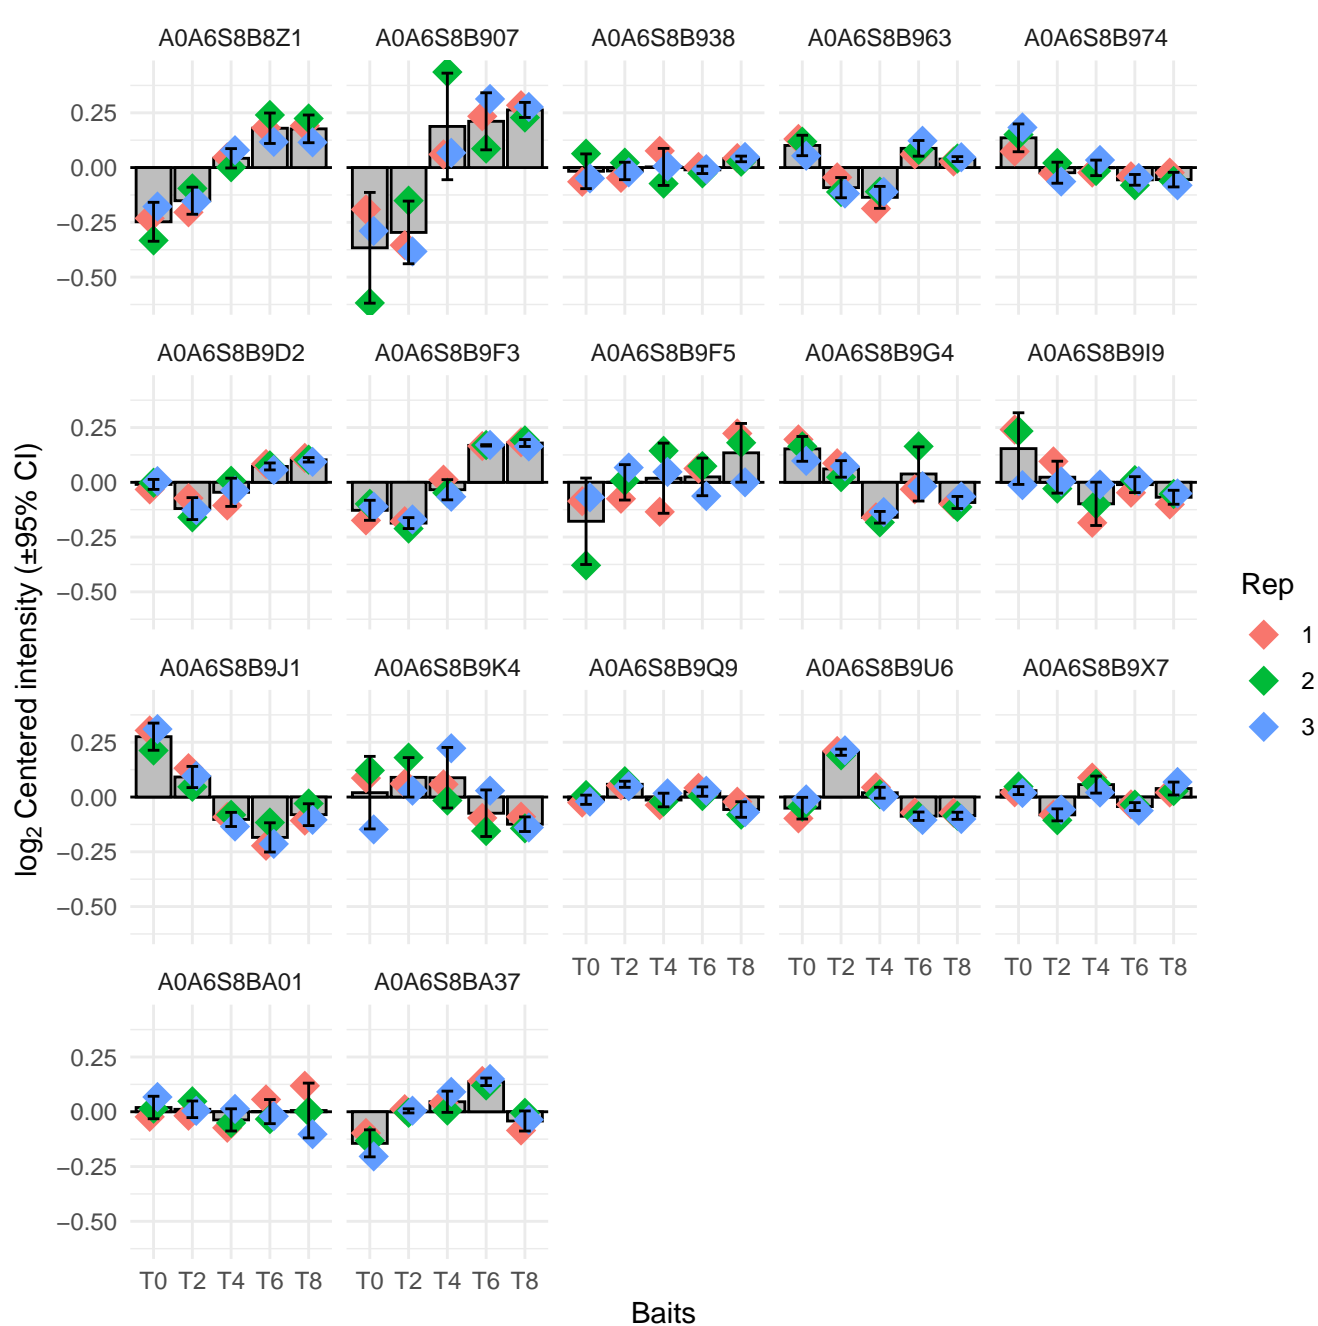 A0A6S8B8Z1 A0A6S8B907 A0A6S8B938 A0A6S8B963 A0A6S8B974
0.25
0.00
−0.25
−0.50
A0A6S8B9D2 A0A6S8B9F3 A0A6S8B9F5 A0A6S8B9G4 A0A6S8B9I9
0.25
0.00
−0.25
−0.50
A0A6S8B9J1 A0A6S8B9K4 A0A6S8B9Q9 A0A6S8B9U6 A0A6S8B9X7
0.25
0.00
−0.25
−0.50
T0 T2 T4 T6 T8 T0 T2 T4 T6 T8 T0 T2 T4 T6 T8
A0A6S8BA01 A0A6S8BA37
0.25
0.00
−0.25
−0.50
T0 T2 T4 T6 T8 T0 T2 T4 T6 T8
Baits
log2 Centered intensity (±95% CI)
Rep
1
2
3